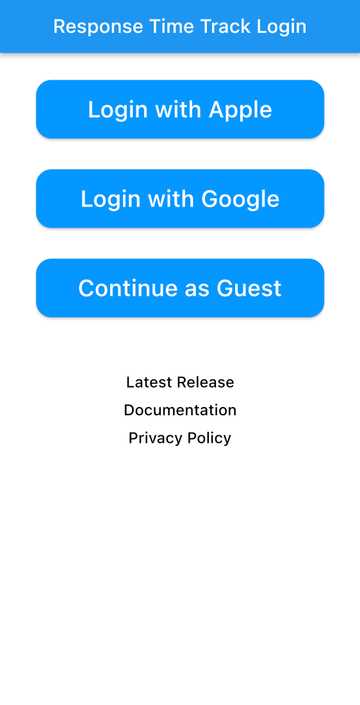 Response Time Track Login
Login with Apple
Login with Google
Continue as Guest
Latest Release
Documentation
Privacy Policy